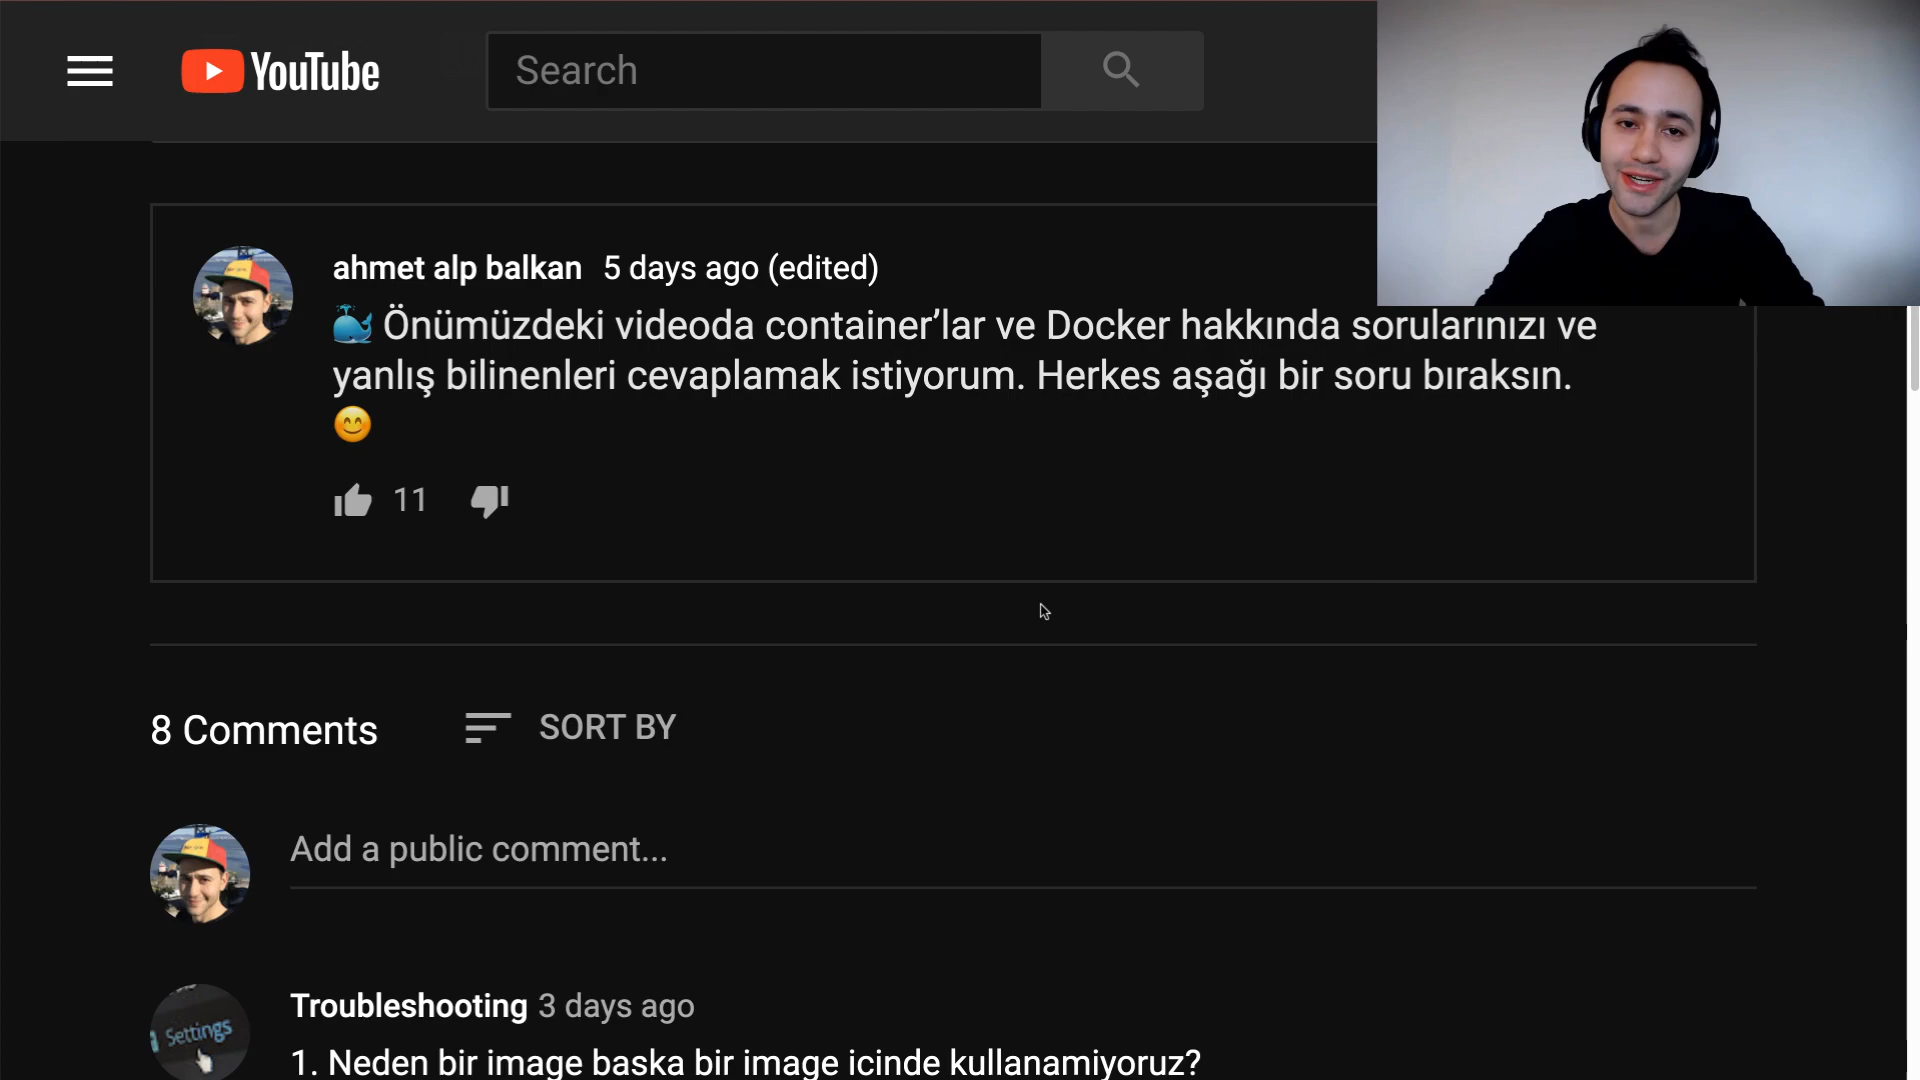 YouTube
Search
ahmet alp balkan 5 days ago (edited)
🐳 Önümüzdeki videoda container’lar ve Docker hakkında sorularınızı ve
yanlış bilinenleri cevaplamak istiyorum. Herkes aşağı bir soru bıraksın.
😊
11
8 Comments SORT BY
Add a public comment...
Settings
Troubleshooting 3 days ago
1. Neden bir image baska bir image icinde kullanamiyoruz?